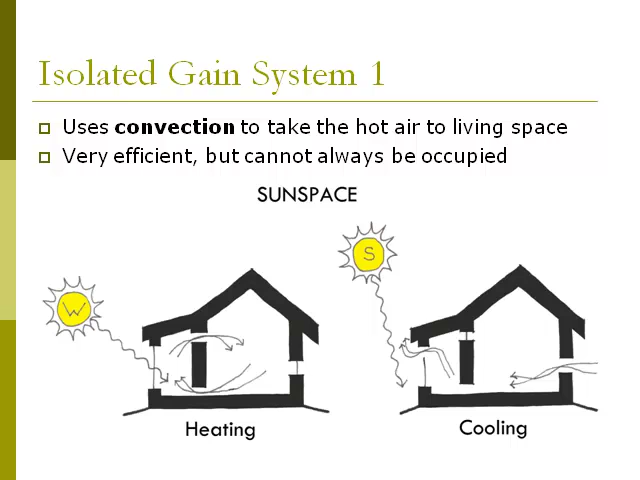 Isolated Gain System 1
Uses convection to take the hot air to living space
Very efficient, but cannot always be occupied
SUNSPACE
S
W
Heating
Cooling